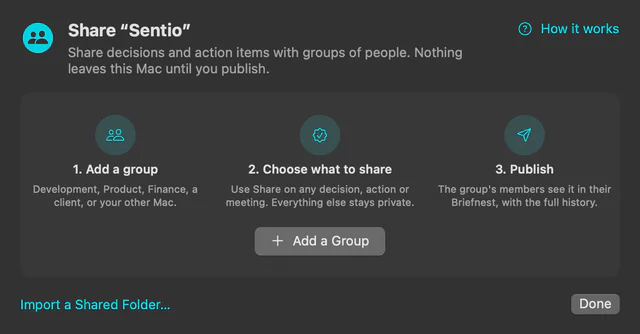 Share “Sentio”
How it works
Share decisions and action items with groups of people. Nothing
leaves this Mac until you publish.
1. Add a group
Development, Product, Finance, a
client, or your other Mac.
2. Choose what to share
Use Share on any decision, action or
meeting. Everything else stays private.
3. Publish
The group's members see it in their
Briefnest, with the full history.
+ Add a Group
Import a Shared Folder...
Done